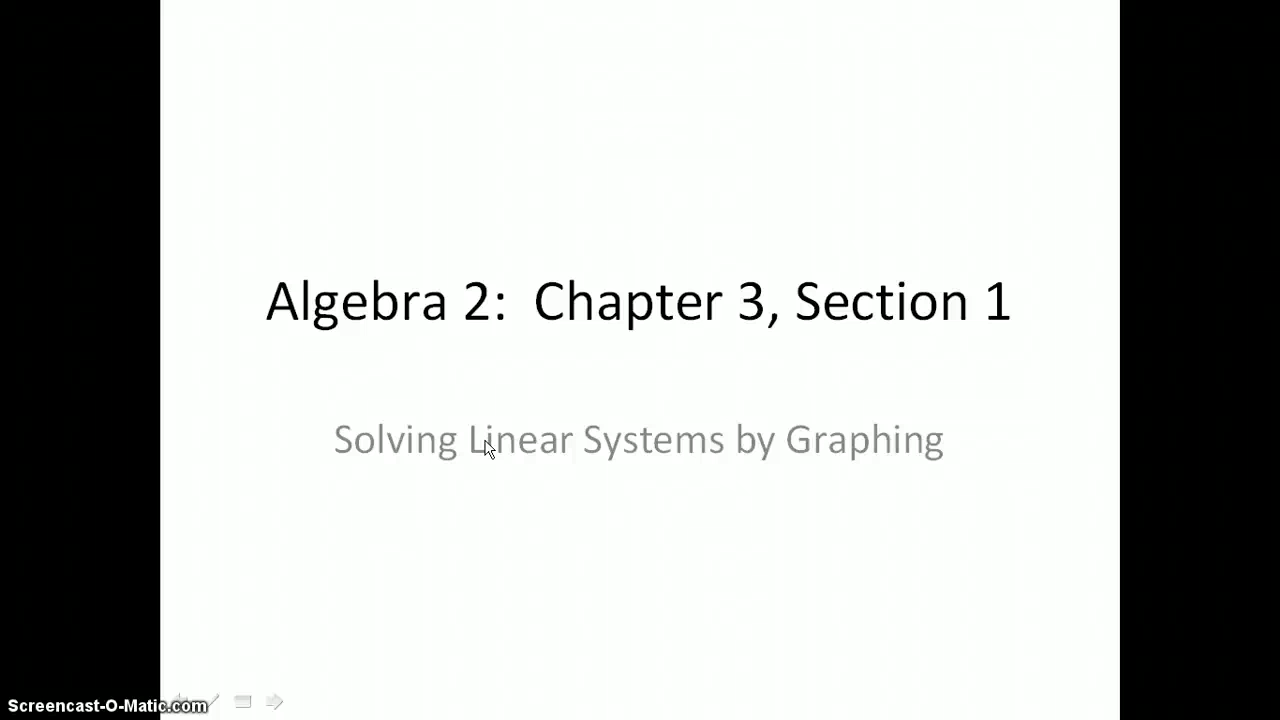 Algebra 2:  Chapter 3, Section 1
Solving Linear Systems by Graphing
Screencast-O-Matic.com